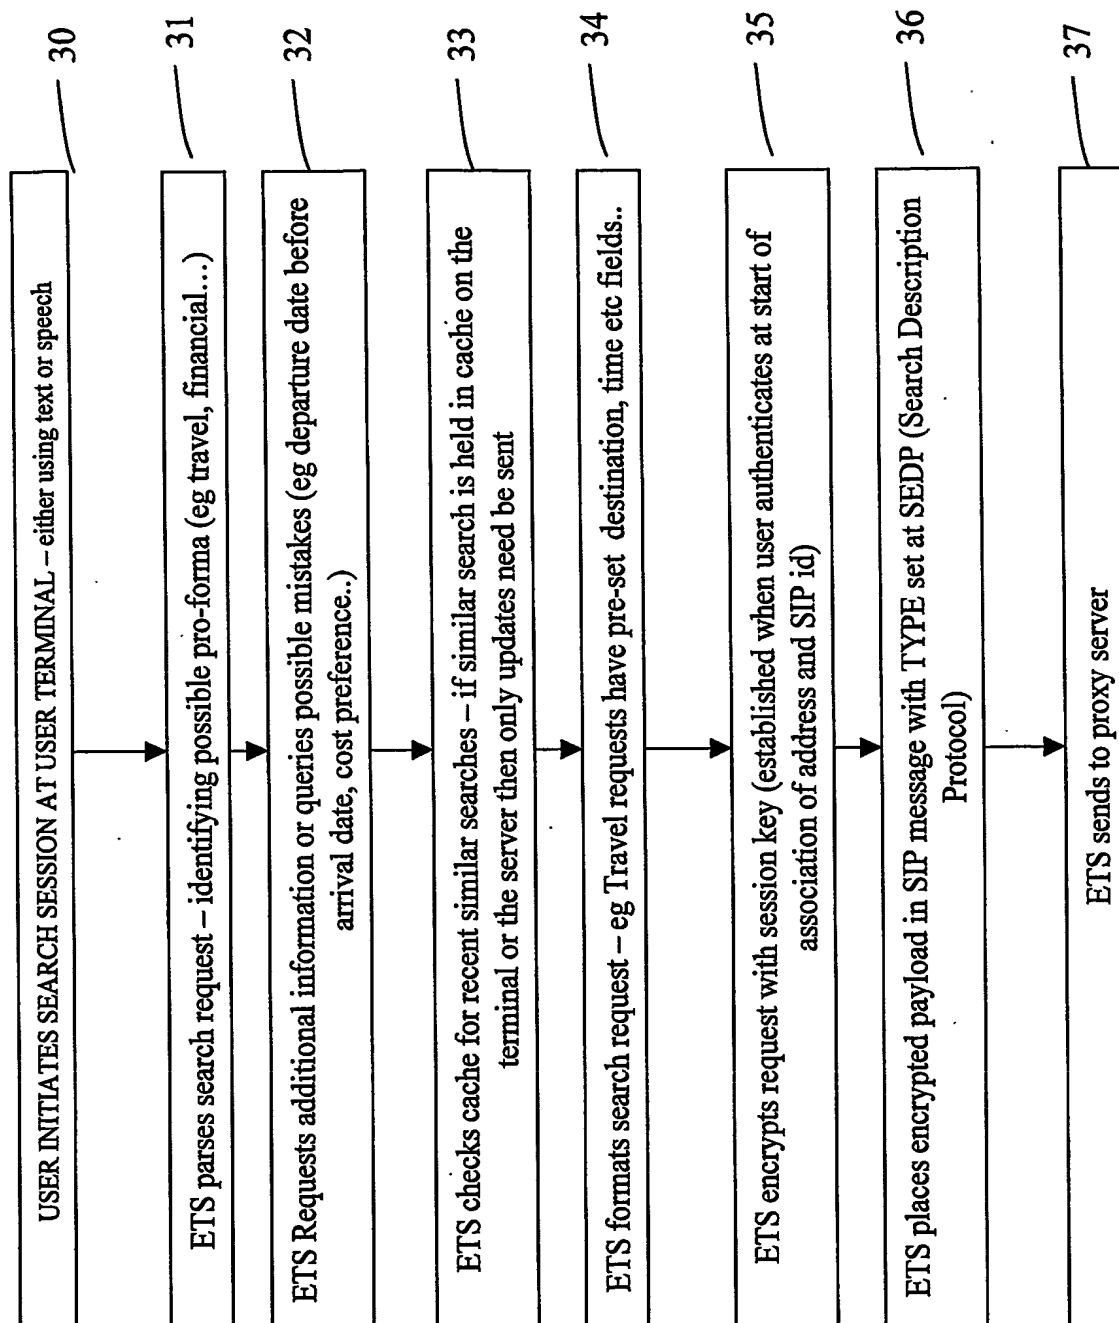 USER INITIATES SEARCH SESSION AT USER TERMINAL – either using text or speech
30
ETS parses search request – identifying possible pro-forma (eg travel, financial…)
31
ETS Requests additional information or queries possible mistakes (eg departure date before
arrival date, cost preference..)
32
ETS checks cache for recent similar searches – if similar search is held in cache on the
terminal or the server then only updates need be sent
33
ETS formats search request – eg Travel requests have pre-set destination, time etc fields..
34
ETS encrypts request with session key (established when user authenticates at start of
association of address and SIP id)
35
ETS places encrypted payload in SIP message with TYPE set at SEDP (Search Description
Protocol)
36
ETS sends to proxy server
37